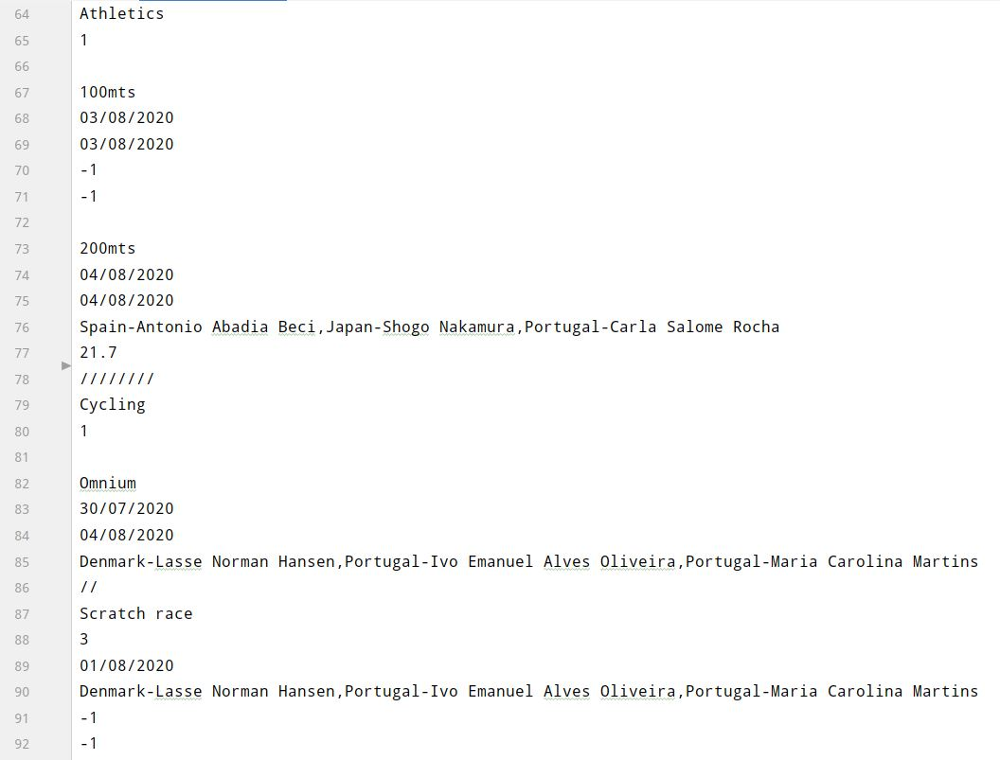 64 Athletics
65 1
66
67 100mts
68 03/08/2020
69 03/08/2020
70 -1
71 -1
72
73 200mts
74 04/08/2020
75 04/08/2020
76 Spain-Antonio Abadia Beci,Japan-Shogo Nakamura,Portugal-Carla Salome Rocha
77 21.7
78 ////////
79 Cycling
80 1
81
82 Omnium
83 30/07/2020
84 04/08/2020
85 Denmark-Lasse Norman Hansen,Portugal-Ivo Emanuel Alves Oliveira,Portugal-Maria Carolina Martins
86 //
87 Scratch race
88 3
89 01/08/2020
90 Denmark-Lasse Norman Hansen,Portugal-Ivo Emanuel Alves Oliveira,Portugal-Maria Carolina Martins
91 -1
92 -1